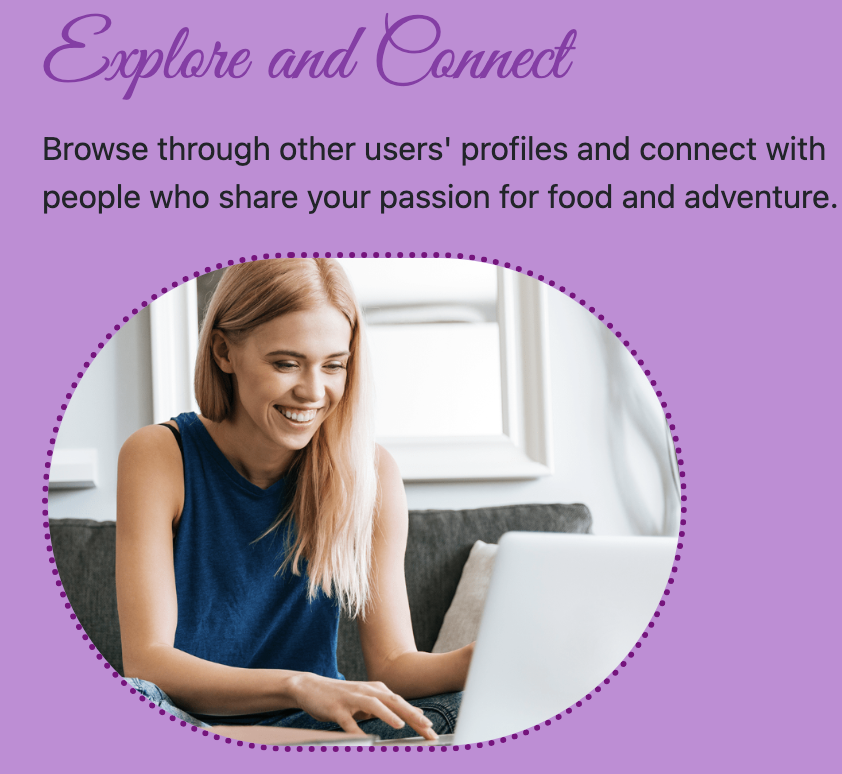 Explore and Connect
Browse through other users' profiles and connect with
people who share your passion for food and adventure.